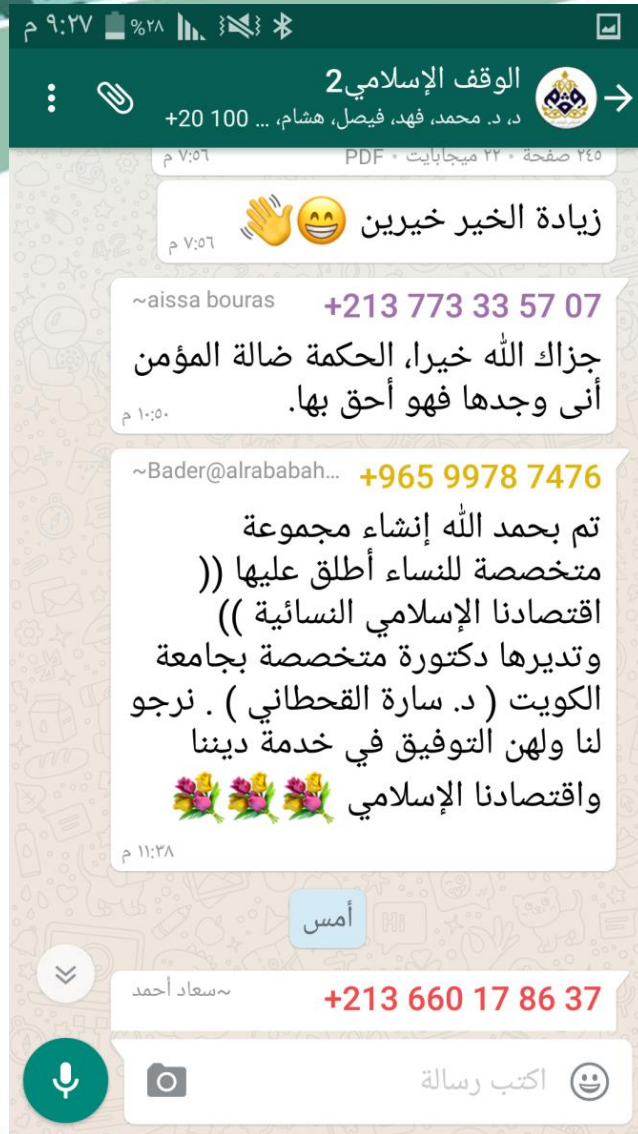 ٩:٢٧ م %٢٨
الوقف الإسلامي2
د، د. محمد، فهد، فيصل، هشام، ... 100 20+
٢٤٥ صفحة • ٢٢ ميجابايت • PDF
٧:٥٦ م
زيادة الخير خيرين 😁👋
٧:٥٦ م
+213 773 33 57 07 ~aissa bouras
جزاك الله خيرا، الحكمة ضالة المؤمن
أنى وجدها فهو أحق بها.
١٠:٥٠ م
+965 9978 7476 ~Bader@alrababah...
تم بحمد الله إنشاء مجموعة
متخصصة للنساء أطلق عليها ((
اقتصادنا الإسلامي النسائية ))
وتديرها دكتورة متخصصة بجامعة
الكويت ( د. سارة القحطاني ) . نرجو
لنا ولهن التوفيق في خدمة ديننا
واقتصادنا الإسلامي 💐💐💐
١١:٣٨ م
أمس
+213 660 17 86 37 ~سعاد أحمد
اكتب رسالة